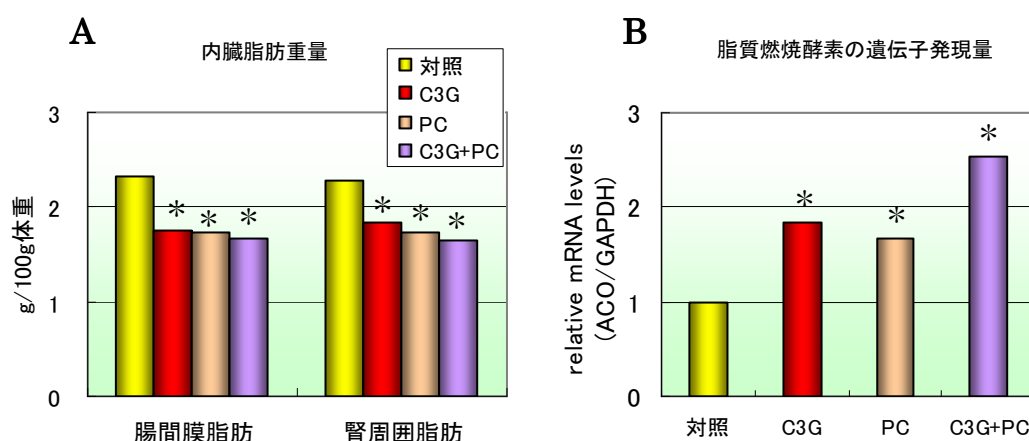 A
内臓脂肪重量
対照
C3G
PC
C3G+PC
3
2
1
0
g/100g体重
* * *
* * *
腸間膜脂肪
腎周囲脂肪
B
脂質燃焼酵素の遺伝子発現量
3
2
1
0
relative mRNA levels
(ACO/GAPDH)
*
*
*
対照
C3G
PC
C3G+PC